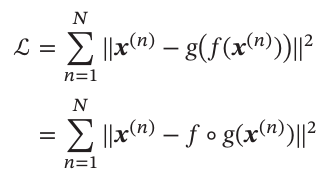 ℒ = ∑_{n=1}^{N} ||𝒙^{(n)} − g(f(𝒙^{(n)}))||²
= ∑_{n=1}^{N} ||𝒙^{(n)} − f ∘ g(𝒙^{(n)})||²